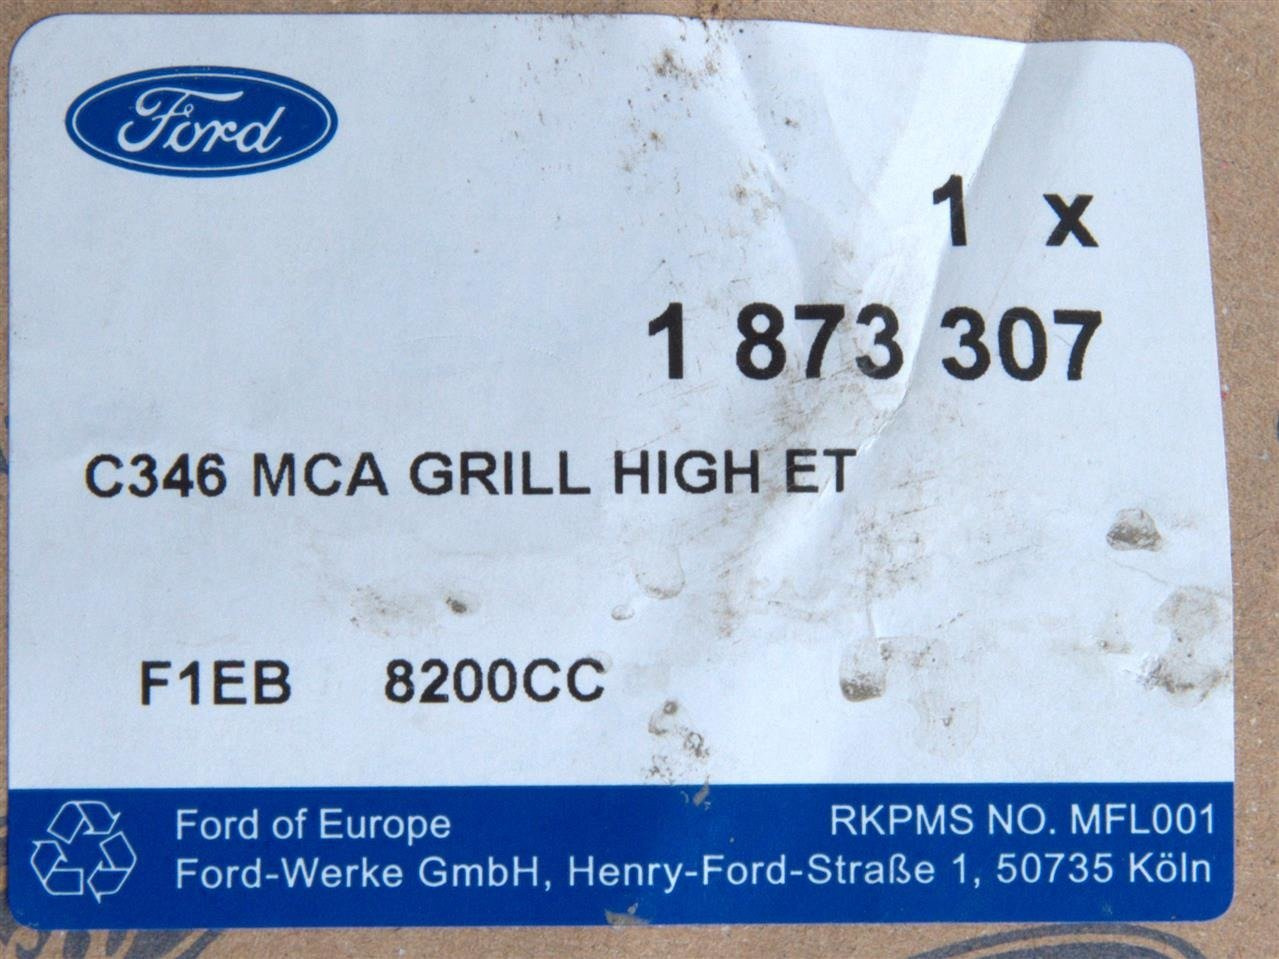 Ford
1 x
1 873 307
C346 MCA GRILL HIGH ET
F1EB 8200CC
Ford of Europe
RKPMS NO. MFL001
Ford-Werke GmbH, Henry-Ford-Straße 1, 50735 Köln